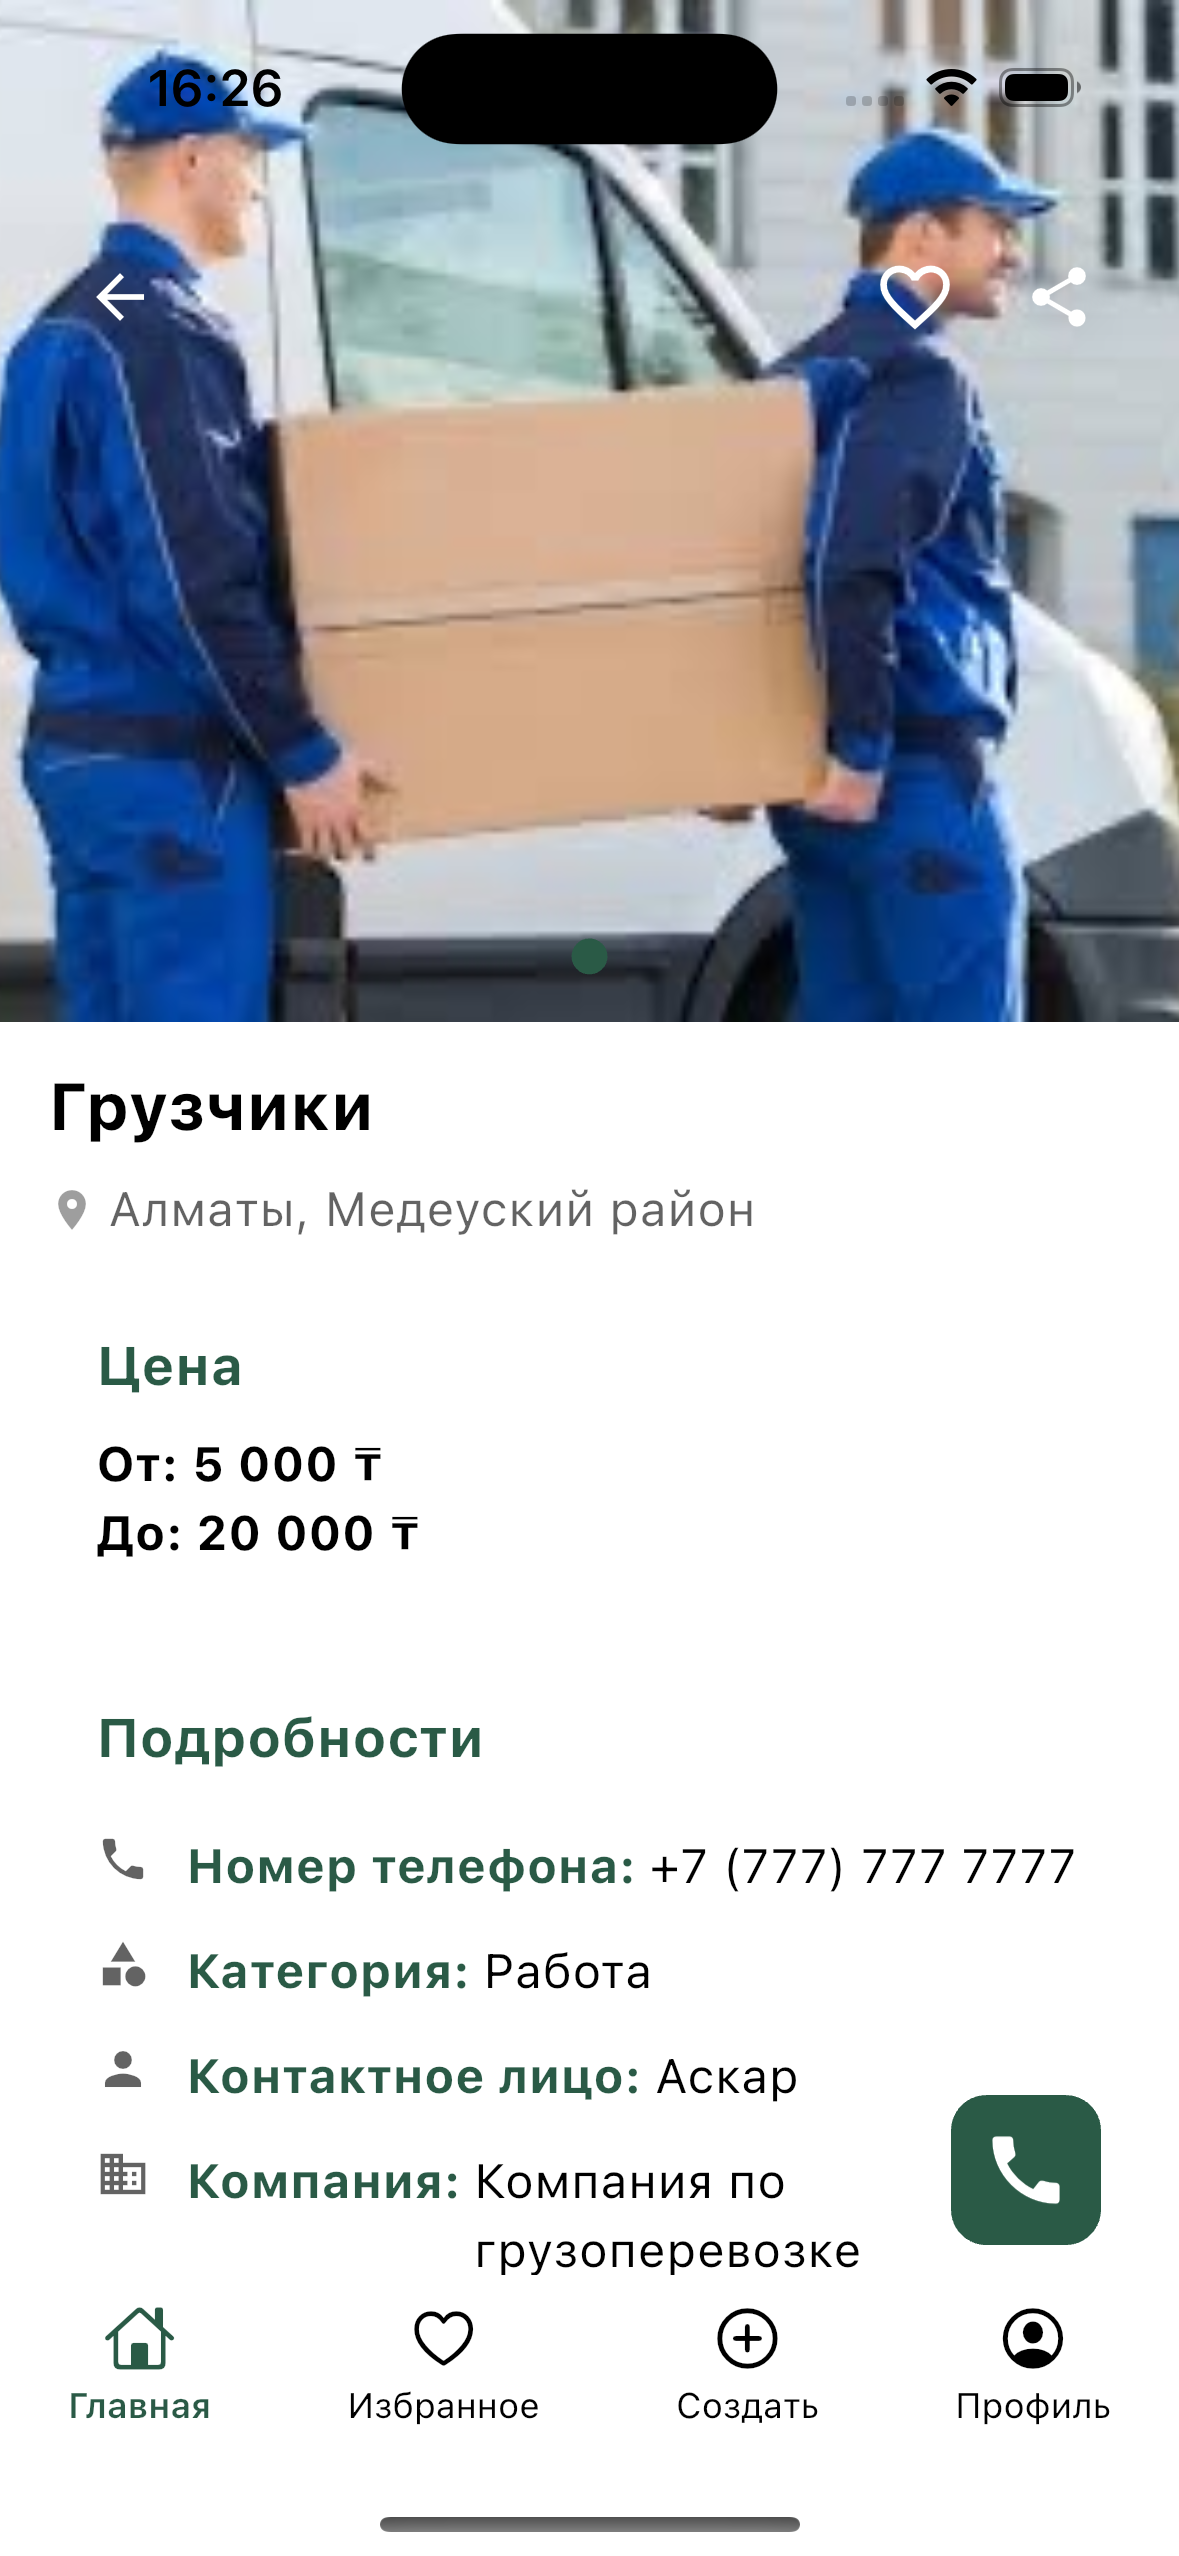 16:26
Грузчики
Алматы, Медеуский район
Цена
От: 5 000 ₸
До: 20 000 ₸
Подробности
Номер телефона: +7 (777) 777 7777
Категория: Работа
Контактное лицо: Аскар
Компания: Компания по
грузоперевозке
Главная Избранное Создать Профиль